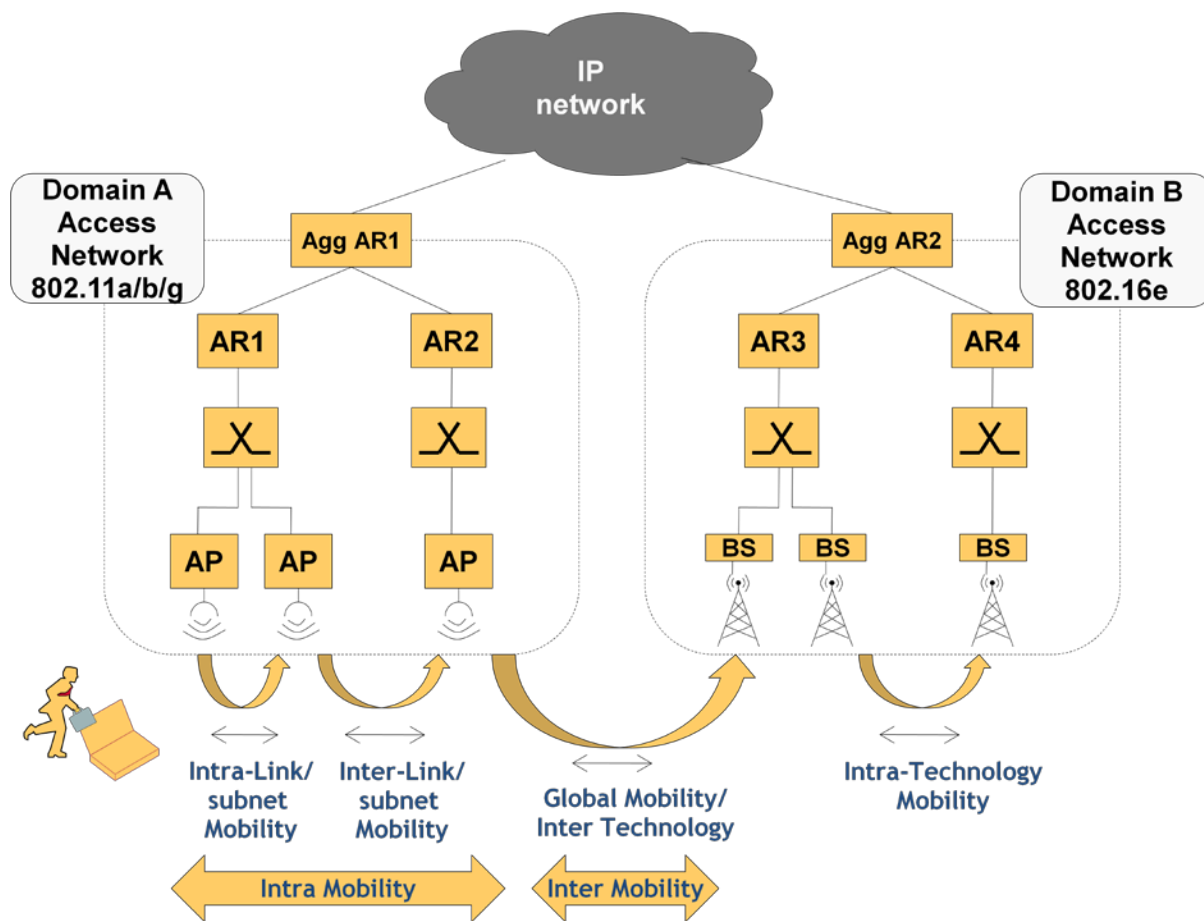 IP
network
Domain A
Access
Network
802.11a/b/g
Domain B
Access
Network
802.16e
Agg AR1
Agg AR2
AR1
AR2
AR3
AR4
AP
AP
AP
BS
BS
BS
Intra-Link/
subnet
Mobility
Inter-Link/
subnet
Mobility
Global Mobility/
Inter Technology
Intra-Technology
Mobility
Intra Mobility
Inter Mobility